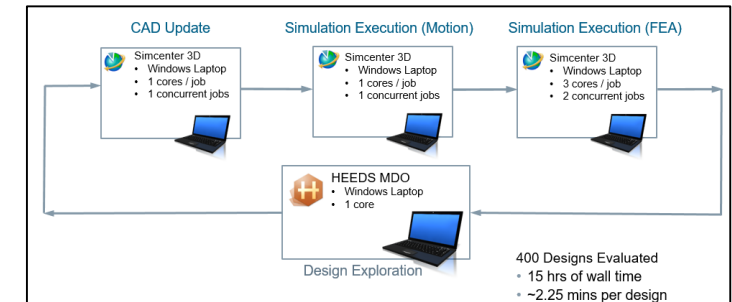 CAD Update
Simulation Execution (Motion)
Simulation Execution (FEA)
Simcenter 3D
• Windows Laptop
• 1 cores / job
• 1 concurrent jobs
Simcenter 3D
• Windows Laptop
• 1 cores / job
• 1 concurrent jobs
Simcenter 3D
• Windows Laptop
• 3 cores / job
• 2 concurrent jobs
HEEDS MDO
• Windows Laptop
• 1 core
Design Exploration
400 Designs Evaluated
• 15 hrs of wall time
• ~2.25 mins per design